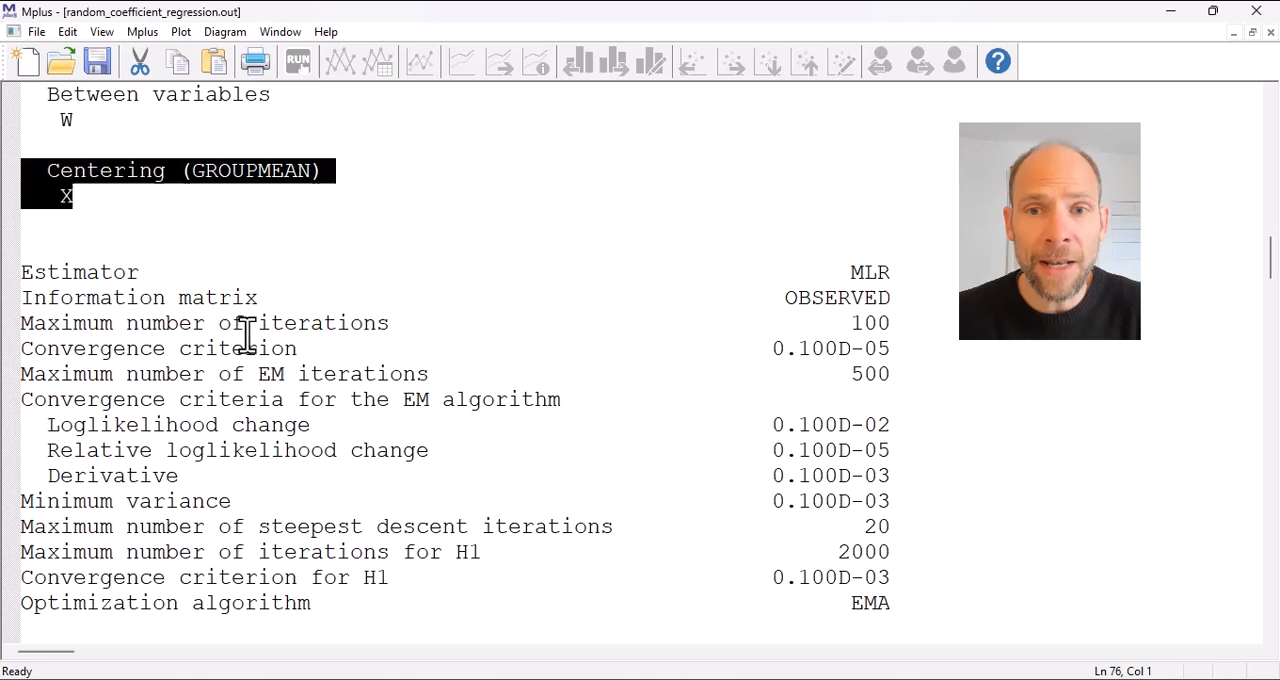 Mplus - [random_coefficient_regression.out]
File Edit View Mplus Plot Diagram Window Help
RUN
Between variables
W
Centering (GROUPMEAN)
X
Estimator MLR
Information matrix OBSERVED
Maximum number of iterations 100
Convergence criterion 0.100D-05
Maximum number of EM iterations 500
Convergence criteria for the EM algorithm
Loglikelihood change 0.100D-02
Relative loglikelihood change 0.100D-05
Derivative 0.100D-03
Minimum variance 0.100D-03
Maximum number of steepest descent iterations 20
Maximum number of iterations for H1 2000
Convergence criterion for H1 0.100D-03
Optimization algorithm EMA
Ready Ln 76, Col 1